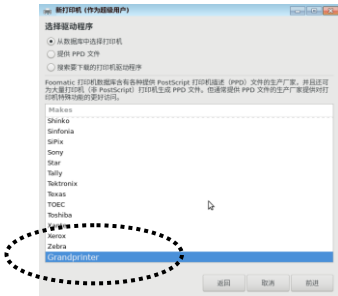 新打印机 (作为超级用户)
选择驱动程序
从数据库中选择打印机
提供 PPD 文件
搜索要下载的打印机驱动程序
Foomatic 打印机数据库含有各种提供 PostScript 打印机描述（PPD）文件的生产厂家。并且还可
为大量打印机（非 PostScript）打印机生成 PPD 文件。但通常提供 PPD 文件的生产厂家提供对打
印机特殊功能的更好访问。
Makes
Shinko
Sinfonia
SiPix
Sony
Star
Tally
Tektronix
Texas
TOEC
Toshiba
Xerox
Zebra
Grandprinter
返回
取消
前进